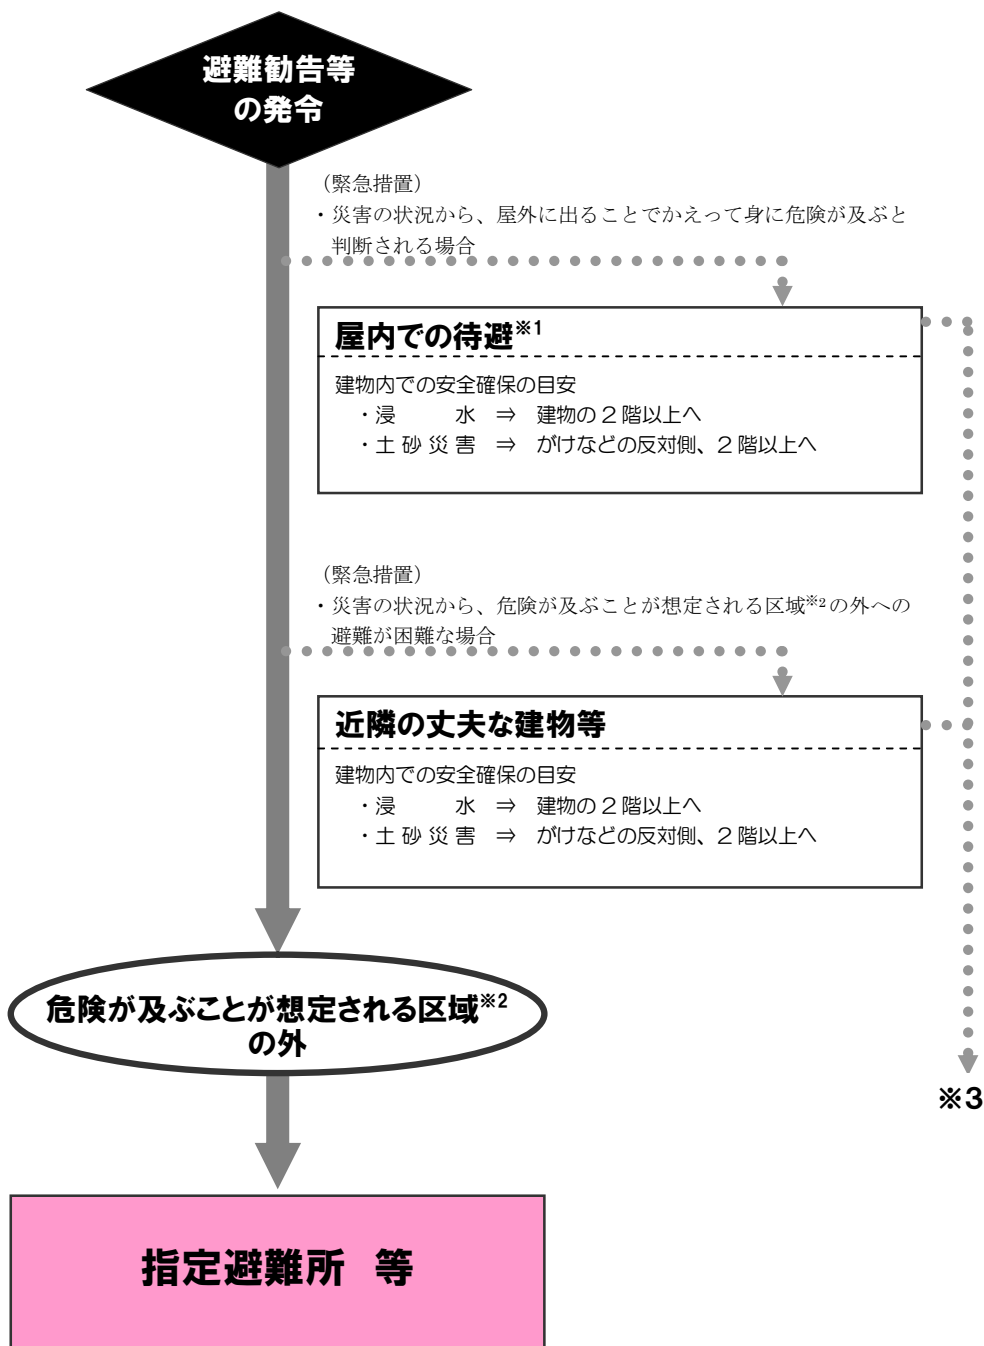 避難勧告等
の発令
（緊急措置）
・災害の状況から、屋外に出ることでかえって身に危険が及ぶと
判断される場合
屋内での待避※1
建物内での安全確保の目安
・浸　　　水　⇒　建物の２階以上へ
・土 砂 災 害　⇒　がけなどの反対側、２階以上へ
（緊急措置）
・災害の状況から、危険が及ぶことが想定される区域※2の外への
避難が困難な場合
近隣の丈夫な建物等
建物内での安全確保の目安
・浸　　　水　⇒　建物の２階以上へ
・土 砂 災 害　⇒　がけなどの反対側、２階以上へ
危険が及ぶことが想定される区域※2
の外
※3
指定避難所　等